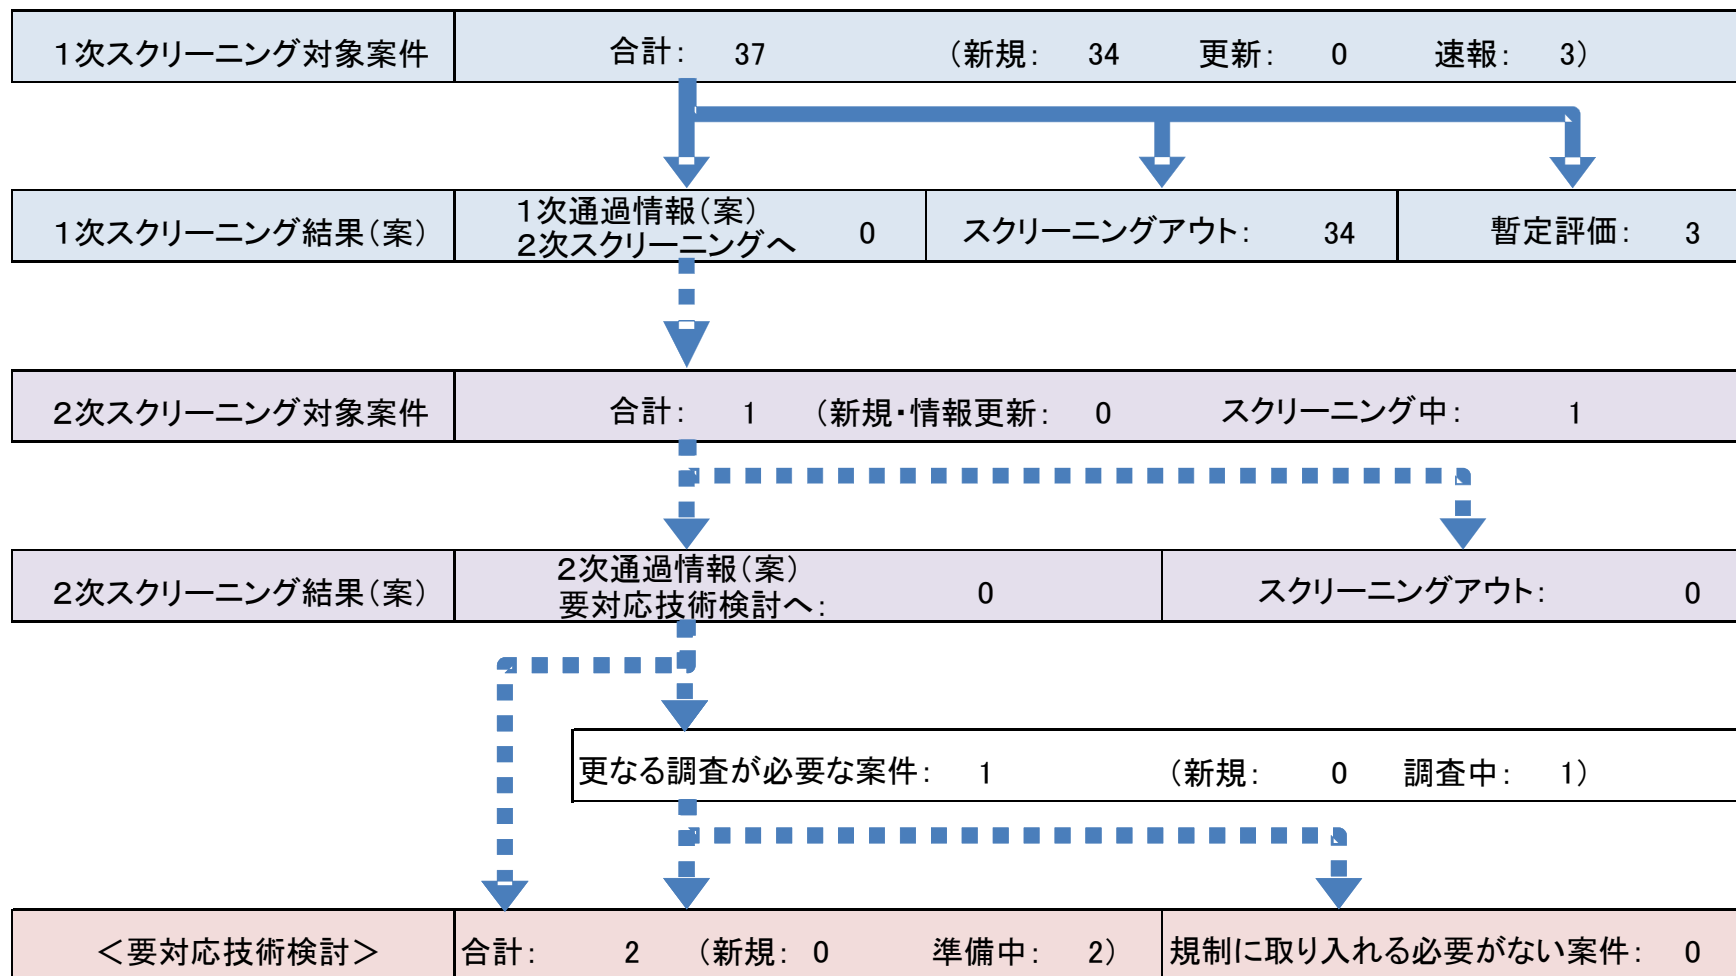 １次スクリーニング対象案件 合計： 37 （新規： 34 更新： 0 速報： 3）
１次スクリーニング結果（案） １次通過情報（案） ２次スクリーニングへ 0 スクリーニングアウト： 34 暫定評価： 3
２次スクリーニング対象案件 合計： 1 （新規・情報更新： 0 スクリーニング中： 1
２次スクリーニング結果（案） ２次通過情報（案） 要対応技術検討へ： 0 スクリーニングアウト： 0
更なる調査が必要な案件： 1 （新規： 0 調査中： 1）
＜要対応技術検討＞ 合計： 2 （新規： 0 準備中： 2） 規制に取り入れる必要がない案件： 0